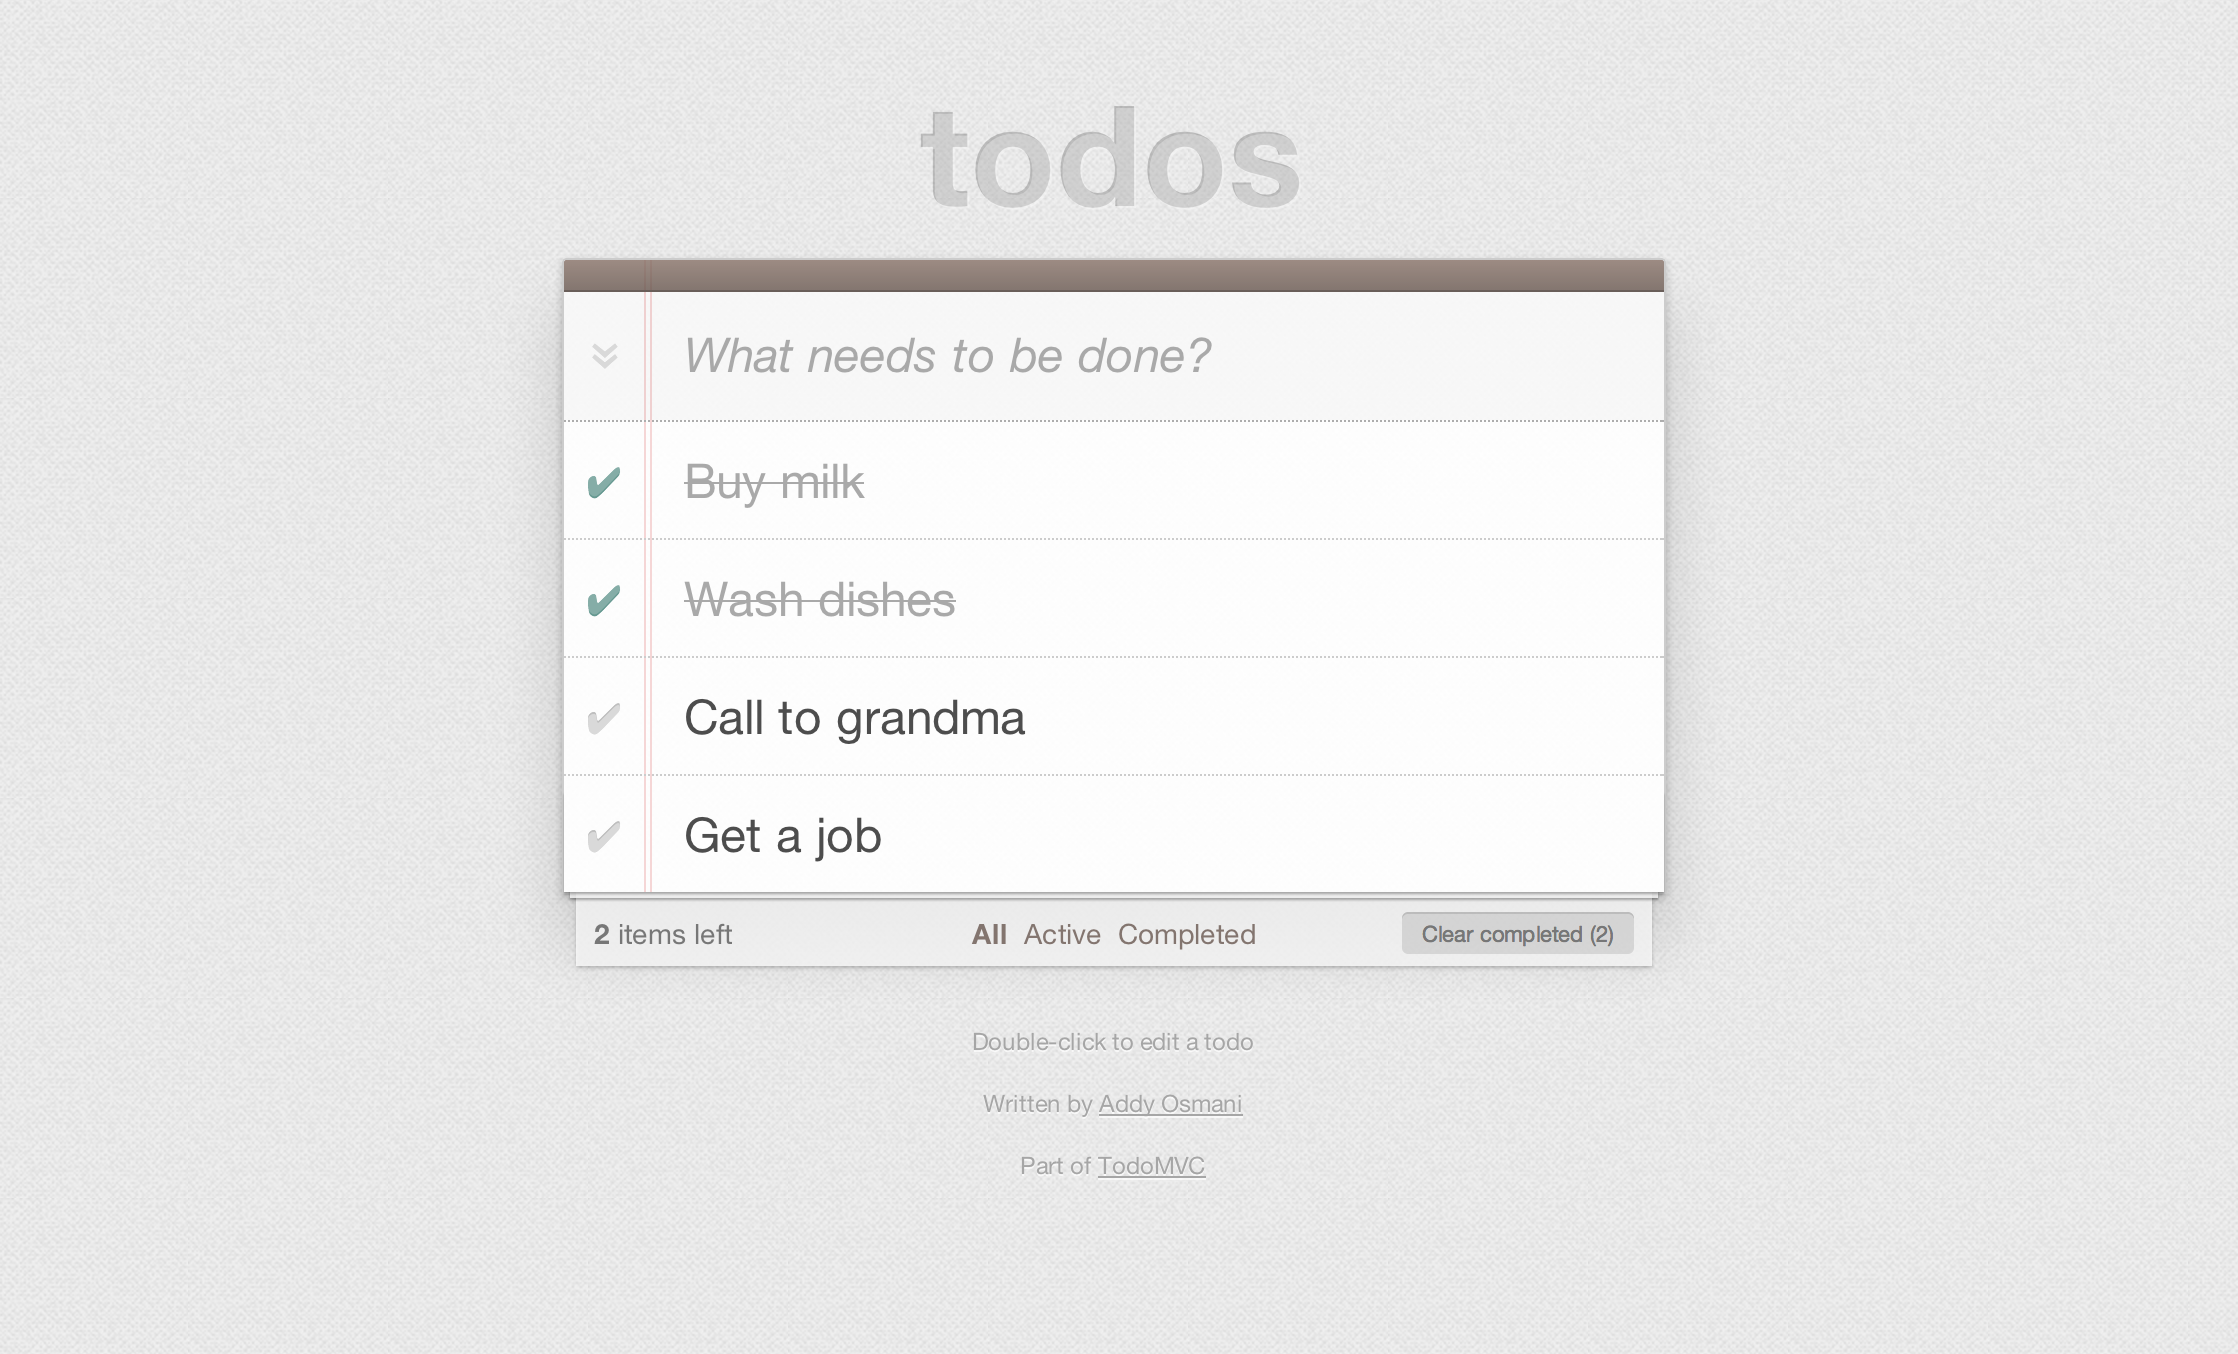 todos
What needs to be done?
Buy milk
Wash dishes
Call to grandma
Get a job
2 items left All Active Completed Clear completed (2)
Double-click to edit a todo
Written by Addy Osmani
Part of TodoMVC